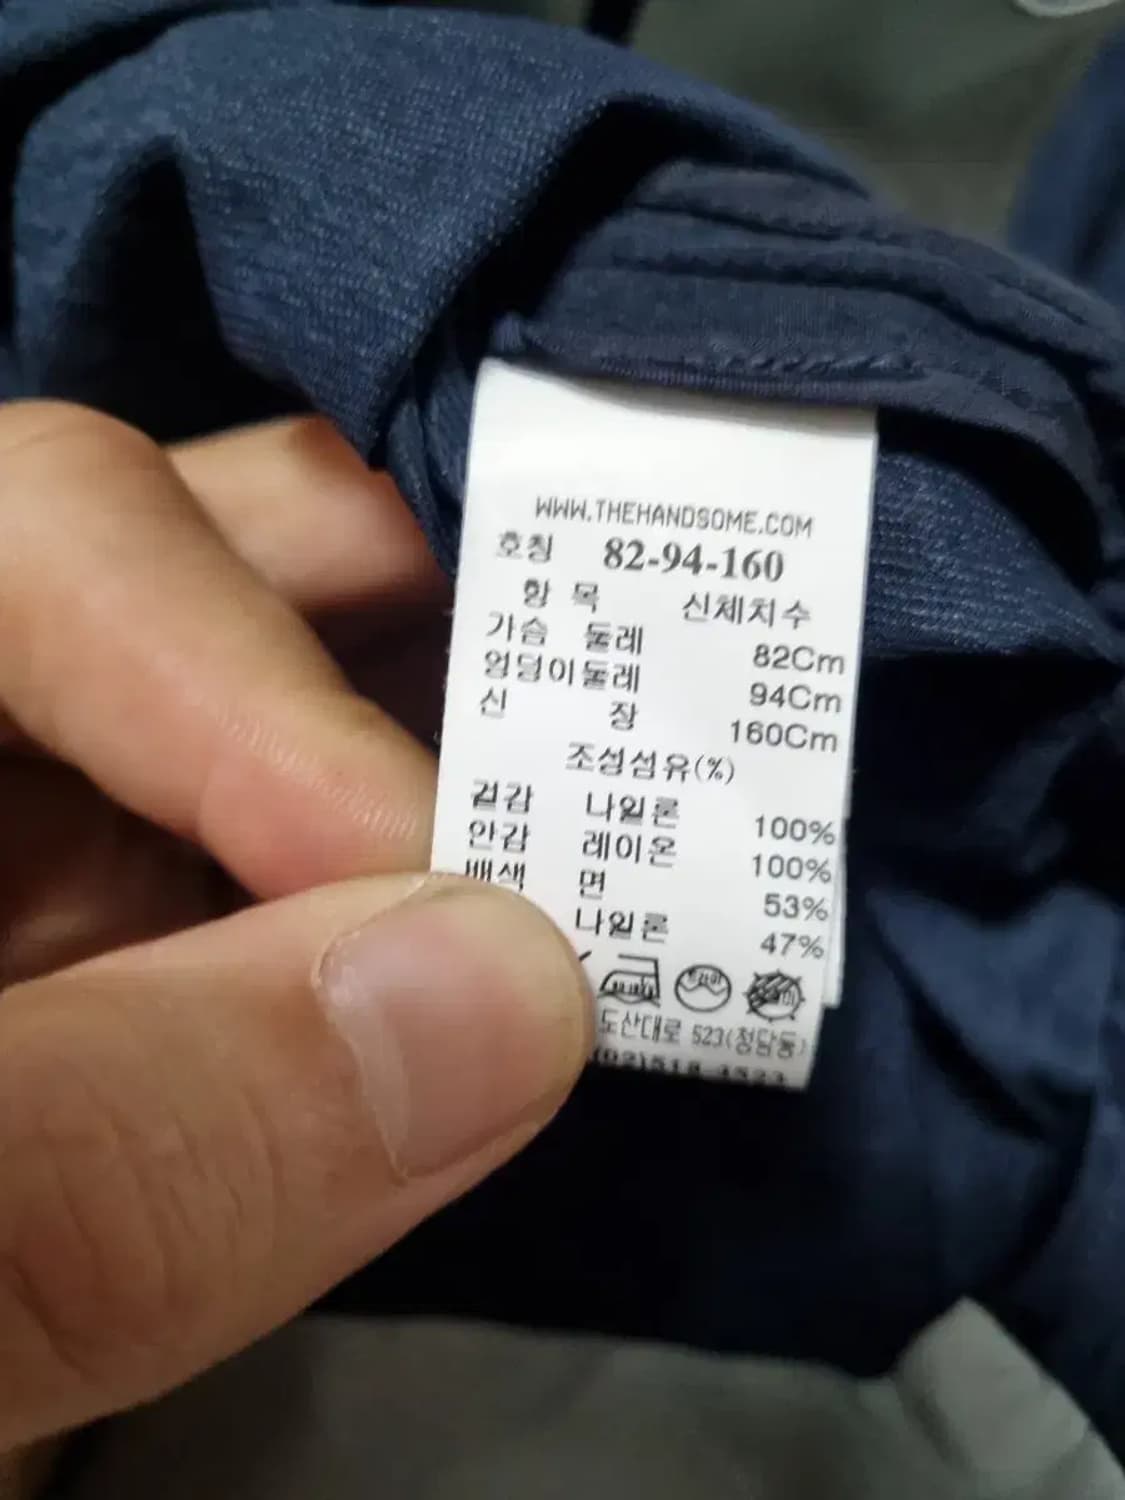 WWW.THEHANDSOME.COM
호칭 82-94-160
항 목 신체치수
가슴 둘레 82Cm
엉덩이둘레 94Cm
신 장 160Cm
조성섬유(%)
겉감 나일론 100%
안감 레이온 100%
배색 면 53%
나일론 47%
도산대로 523(청담동)